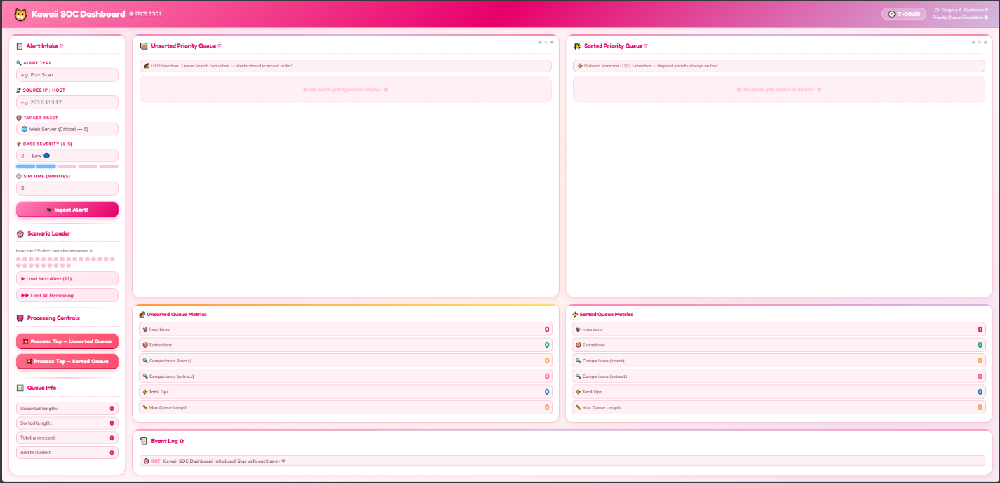 Kawaii SOC Dashboard ✿ ITCS 3301
T+00:00
Dr. Gregory A. Lindstrom ♡
Priority Queue Simulation
Alert Intake ♡
ALERT TYPE
e.g. Port Scan
SOURCE IP / HOST
e.g. 203.0.113.17
TARGET ASSET
Web Server (Critical — 5)
BASE SEVERITY (1–5)
2 — Low
SIM TIME (MINUTES)
0
Ingest Alert!
Scenario Loader
Load the 25-alert exercise sequence ♡
▶ Load Next Alert (#1)
▶▶ Load All Remaining!
Processing Controls
Process Top — Unsorted Queue
Process Top — Sorted Queue
Queue Info
Unsorted length: 0
Sorted length: 0
Total processed: 0
Alerts loaded: 0
Unsorted Priority Queue ♡
FIFO Insertion · Linear Search Extraction — alerts stored in arrival order!
✿ No alerts yet! Queue is empty~ ✿
Sorted Priority Queue ♡
Ordered Insertion · O(1) Extraction — highest priority always on top!
✿ No alerts yet! Queue is empty~ ✿
Unsorted Queue Metrics
Insertions 0
Extractions 0
Comparisons (insert) 0
Comparisons (extract) 0
Total Ops 0
Max Queue Length 0
Sorted Queue Metrics
Insertions 0
Extractions 0
Comparisons (insert) 0
Comparisons (extract) 0
Total Ops 0
Max Queue Length 0
Event Log ✿
INIT Kawaii SOC Dashboard initialized! Stay safe out there~ ♡